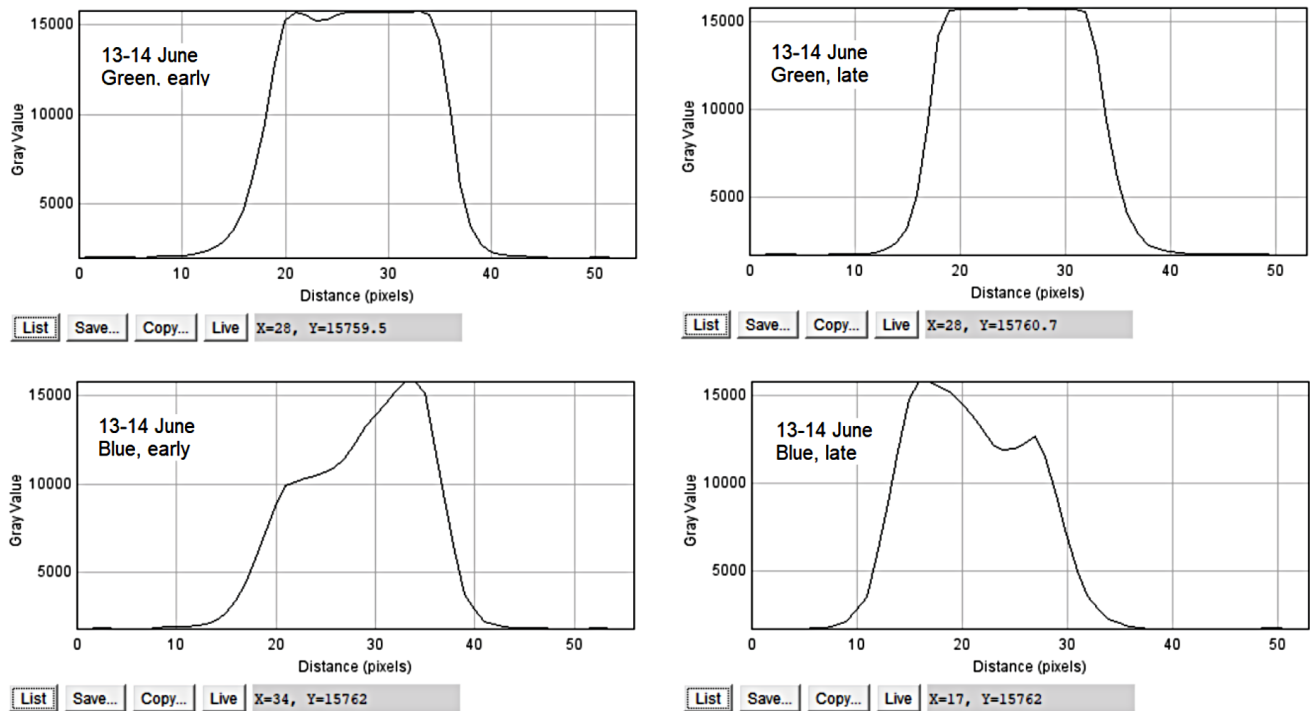 15000
10000
5000
Gray Value
13-14 June
Green, early
0 10 20 30 40 50
Distance (pixels)
List Save... Copy... Live X=28, Y=15759.5
15000
10000
5000
Gray Value
13-14 June
Green, late
0 10 20 30 40 50
Distance (pixels)
List Save... Copy... Live X=28, Y=15760.7
15000
10000
5000
Gray Value
13-14 June
Blue, early
0 10 20 30 40 50
Distance (pixels)
List Save... Copy... Live X=34, Y=15762
15000
10000
5000
Gray Value
13-14 June
Blue, late
0 10 20 30 40 50
Distance (pixels)
List Save... Copy... Live X=17, Y=15762